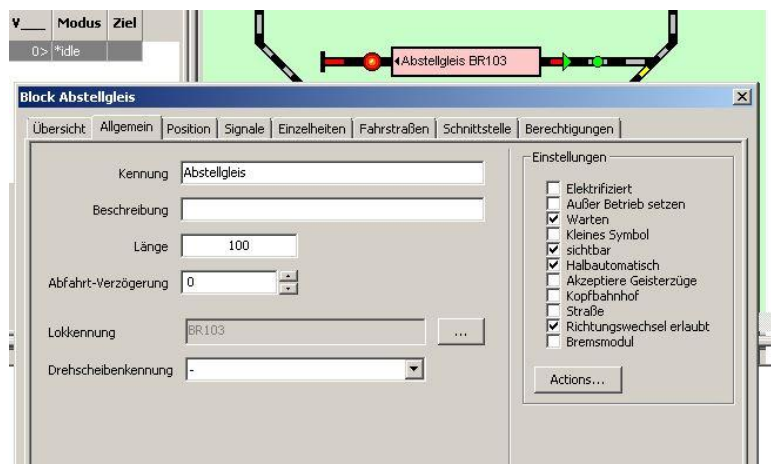 V___ Modus Ziel
0> *idle
Abstellgleis BR103
Block Abstellgleis
Übersicht Allgemein Position Signale Einzelheiten Fahrstraßen Schnittstelle Berechtigungen
Kennung Abstellgleis
Beschreibung
Länge 100
Abfahrt-Verzögerung 0
Lokkennung BR103 ...
Drehscheibenkennung -
Einstellungen
Elektrifiziert
Außer Betrieb setzen
Warten
Kleines Symbol
sichtbar
Halbautomatisch
Akzeptiere Geisterzüge
Kopfbahnhof
Straße
Richtungswechsel erlaubt
Bremsmodul
Actions...